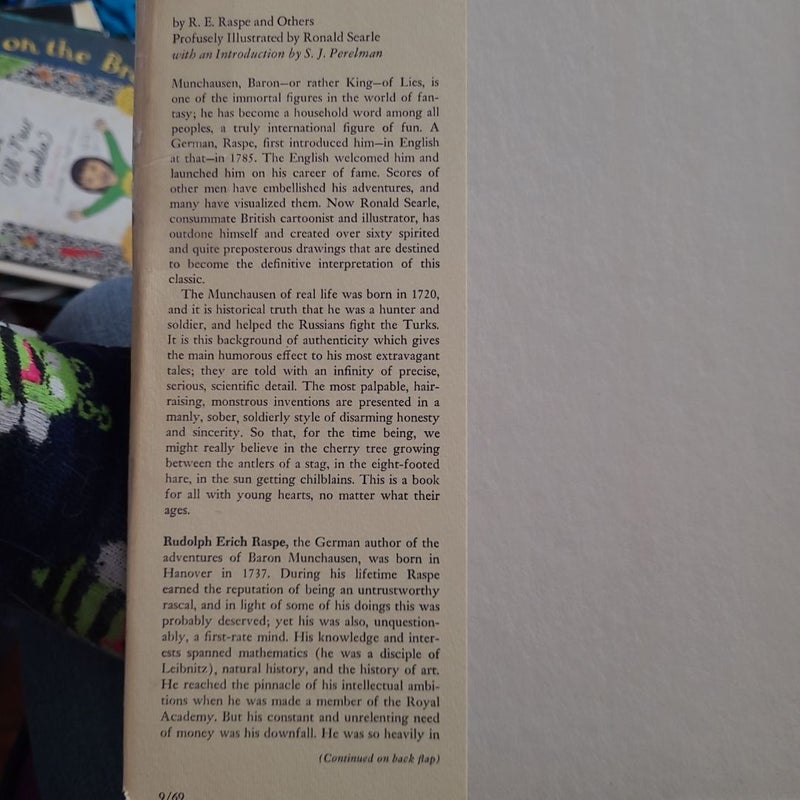 on the Br
All Your
by R. E. Raspe and Others
Profusely Illustrated by Ronald Searle
with an Introduction by S. J. Perelman
Munchausen, Baron—or rather King—of Lies, is
one of the immortal figures in the world of fan-
tasy; he has become a household word among all
peoples, a truly international figure of fun. A
German, Raspe, first introduced him—in English
at that—in 1785. The English welcomed him and
launched him on his career of fame. Scores of
other men have embellished his adventures, and
many have visualized them. Now Ronald Searle,
consummate British cartoonist and illustrator, has
outdone himself and created over sixty spirited
and quite preposterous drawings that are destined
to become the definitive interpretation of this
classic.
The Munchausen of real life was born in 1720,
and it is historical truth that he was a hunter and
soldier, and helped the Russians fight the Turks.
It is this background of authenticity which gives
the main humorous effect to his most extravagant
tales; they are told with an infinity of precise,
serious, scientific detail. The most palpable, hair-
raising, monstrous inventions are presented in a
manly, sober, soldierly style of disarming honesty
and sincerity. So that, for the time being, we
might really believe in the cherry tree growing
between the antlers of a stag, in the eight-footed
hare, in the sun getting chilblains. This is a book
for all with young hearts, no matter what their
ages.
Rudolph Erich Raspe, the German author of the
adventures of Baron Munchausen, was born in
Hanover in 1737. During his lifetime Raspe
earned the reputation of being an untrustworthy
rascal, and in light of some of his doings this was
probably deserved; yet his was also, unquestion-
ably, a first-rate mind. His knowledge and inter-
ests spanned mathematics (he was a disciple of
Leibnitz), natural history, and the history of art.
He reached the pinnacle of his intellectual ambi-
tions when he was made a member of the Royal
Academy. But his constant and unrelenting need
of money was his downfall. He was so heavily in
(Continued on back flap)
9/69